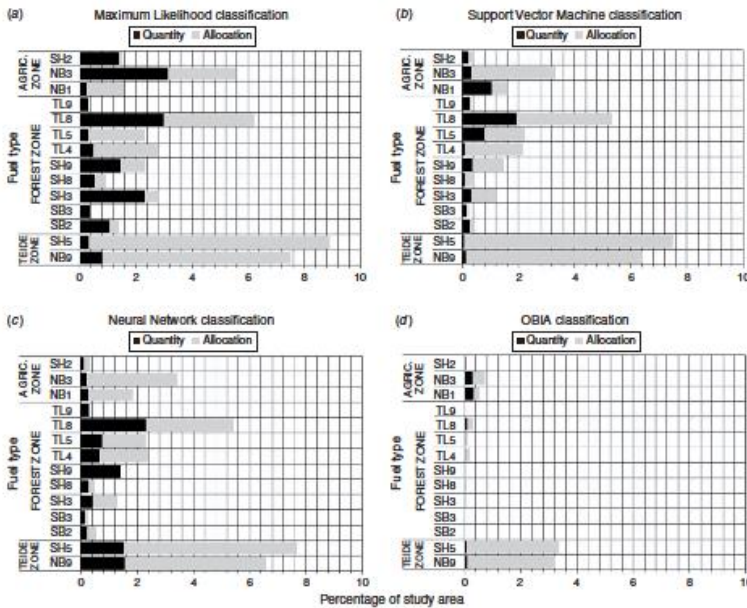 (a) Maximum Likelihood classification
Quantity Allocation
AGRIC. ZONE
SH2
NB3
NB1
Fuel type
FOREST ZONE
TL9
TL8
TL5
TL4
SH9
SH8
SH3
SB3
SB2
TEIDE ZONE
SH5
NB9
0 2 4 6 8 10
(b) Support Vector Machine classification
Quantity Allocation
AGRIC. ZONE
SH2
NB3
NB1
Fuel type
FOREST ZONE
TL9
TL8
TL5
TL4
SH9
SH8
SH3
SB3
SB2
TEIDE ZONE
SH5
NB9
0 2 4 6 8 10
(c) Neural Network classification
Quantity Allocation
AGRIC. ZONE
SH2
NB3
NB1
Fuel type
FOREST ZONE
TL9
TL8
TL5
TL4
SH9
SH8
SH3
SB3
SB2
TEIDE ZONE
SH5
NB9
0 2 4 6 8 10
(d) OBIA classification
Quantity Allocation
AGRIC. ZONE
SH2
NB3
NB1
Fuel type
FOREST ZONE
TL9
TL8
TL5
TL4
SH9
SH8
SH3
SB3
SB2
TEIDE ZONE
SH5
NB9
0 2 4 6 8 10
Percentage of study area